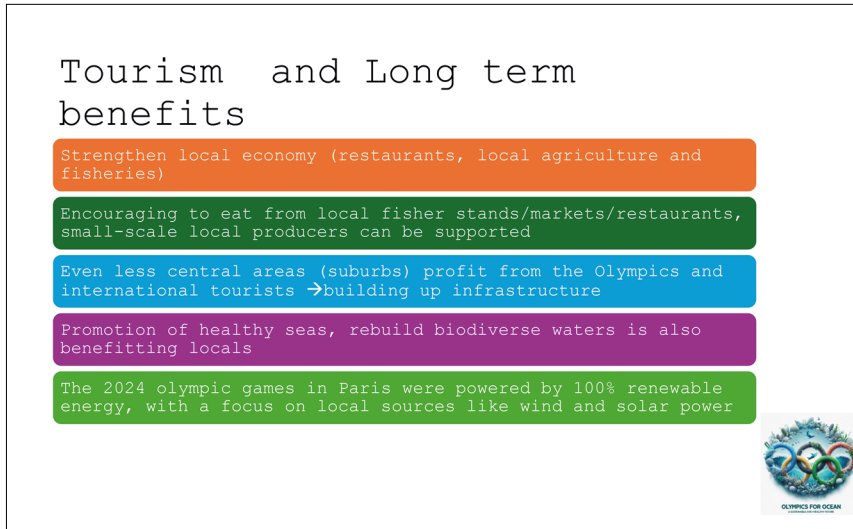 Tourism  and Long term
benefits
Strengthen local economy (restaurants, local agriculture and
fisheries)
Encouraging to eat from local fisher stands/markets/restaurants,
small-scale local producers can be supported
Even less central areas (suburbs) profit from the Olympics and
international tourists →building up infrastructure
Promotion of healthy seas, rebuild biodiverse waters is also
benefitting locals
The 2024 olympic games in Paris were powered by 100% renewable
energy, with a focus on local sources like wind and solar power
OLYMPICS FOR OCEAN
A SUSTAINABLE AND HEALTHY FUTURE